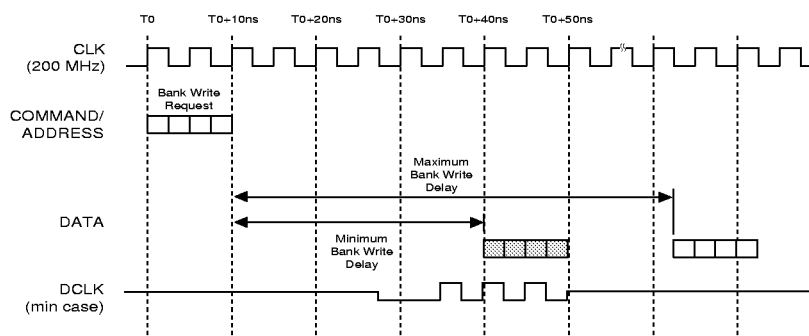 T0 T0+10ns T0+20ns T0+30ns T0+40ns T0+50ns
CLK
(200 MHz)
Bank Write
Request
COMMAND/
ADDRESS
Maximum
Bank Write
Delay
DATA
Minimum
Bank Write
Delay
DCLK
(min case)